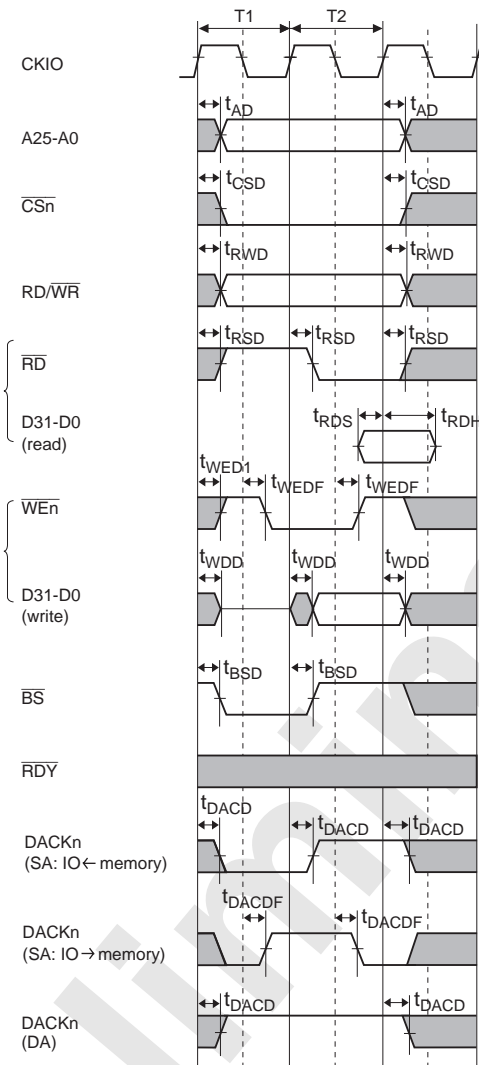 T1 T2
CKIO
tAD tAD
A25-A0
tCSD tCSD
CSn
tRWD tRWD
RD/WR
tRSD tRSD tRSD
RD
tRDS tRDH
D31-D0
(read)
tWED1 tWEDF tWEDF
WEn
tWDD tWDD tWDD
D31-D0
(write)
tBSD tBSD
BS
RDY
tDACD tDACD tDACD
DACKn
(SA: IO← memory)
tDACDF tDACDF
DACKn
(SA: IO→memory)
tDACD tDACD
DACKn
(DA)